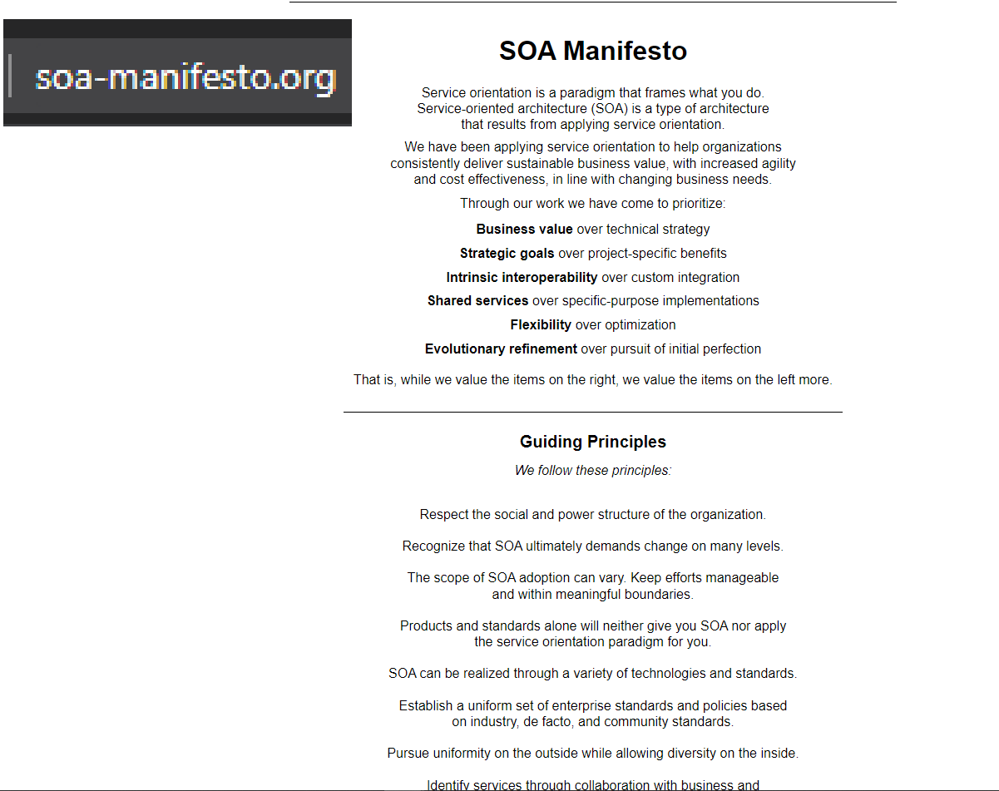 soa-manifesto.org
SOA Manifesto
Service orientation is a paradigm that frames what you do.
Service-oriented architecture (SOA) is a type of architecture
that results from applying service orientation.
We have been applying service orientation to help organizations
consistently deliver sustainable business value, with increased agility
and cost effectiveness, in line with changing business needs.
Through our work we have come to prioritize:
Business value over technical strategy
Strategic goals over project-specific benefits
Intrinsic interoperability over custom integration
Shared services over specific-purpose implementations
Flexibility over optimization
Evolutionary refinement over pursuit of initial perfection
That is, while we value the items on the right, we value the items on the left more.
Guiding Principles
We follow these principles:
Respect the social and power structure of the organization.
Recognize that SOA ultimately demands change on many levels.
The scope of SOA adoption can vary. Keep efforts manageable
and within meaningful boundaries.
Products and standards alone will neither give you SOA nor apply
the service orientation paradigm for you.
SOA can be realized through a variety of technologies and standards.
Establish a uniform set of enterprise standards and policies based
on industry, de facto, and community standards.
Pursue uniformity on the outside while allowing diversity on the inside.
Identify services through collaboration with business and